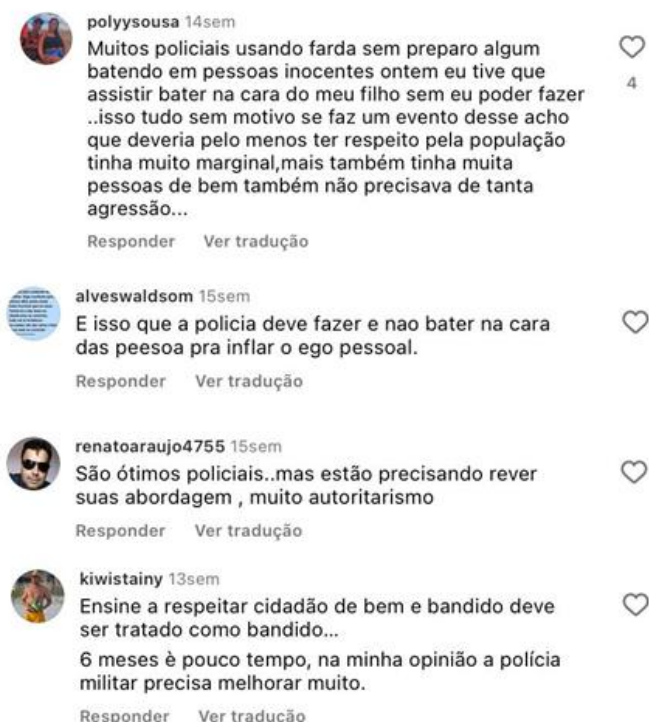 polyysousa 14sem
Muitos policiais usando farda sem preparo algum
batendo em pessoas inocentes ontem eu tive que
assistir bater na cara do meu filho sem eu poder fazer
..isso tudo sem motivo se faz um evento desse acho
que deveria pelo menos ter respeito pela população
tinha muito marginal,mais também tinha muita
pessoas de bem também não precisava de tanta
agressão...
4
Responder Ver tradução
alveswaldsom 15sem
E isso que a policia deve fazer e nao bater na cara
das peesoa pra inflar o ego pessoal.
Responder Ver tradução
renatoaraujo4755 15sem
São ótimos policiais..mas estão precisando rever
suas abordagem , muito autoritarismo
Responder Ver tradução
kiwistainy 13sem
Ensine a respeitar cidadão de bem e bandido deve
ser tratado como bandido...
6 meses è pouco tempo, na minha opinião a polícia
militar precisa melhorar muito.
Responder Ver tradução